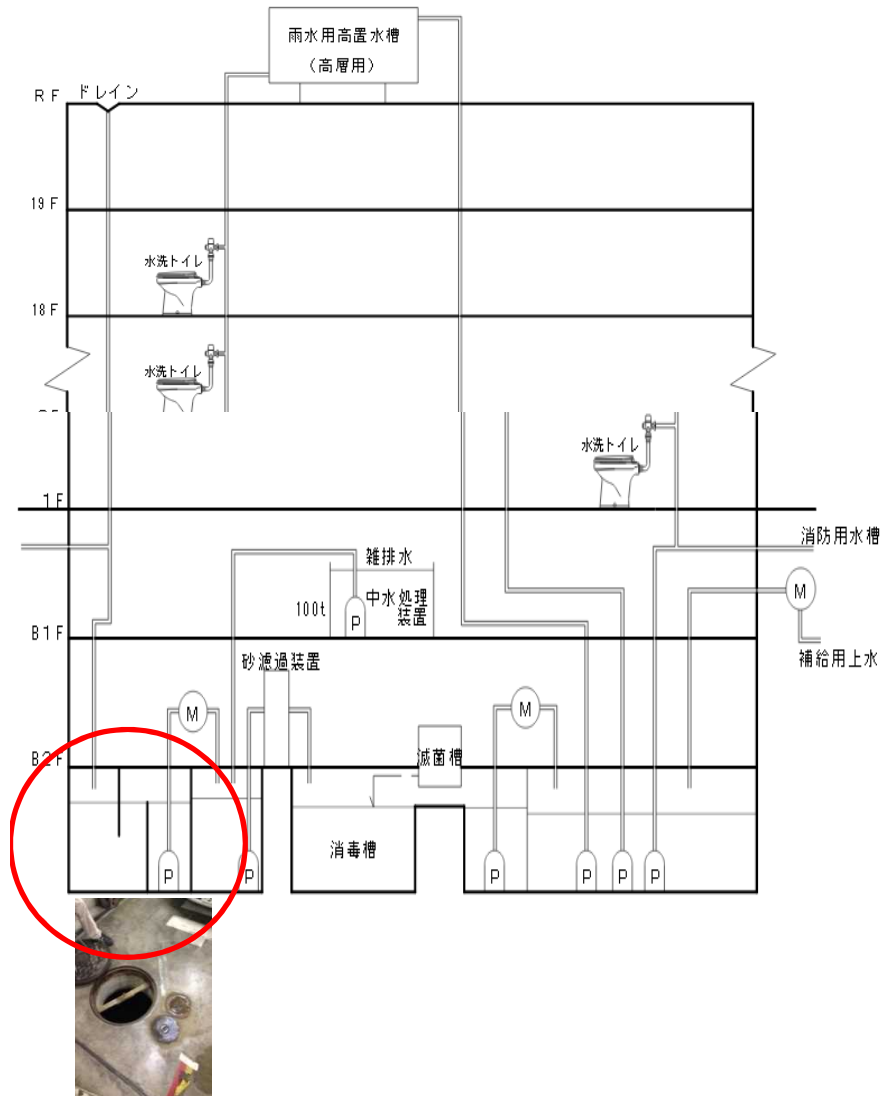 雨水用高置水槽
(高層用)
RF
ドレイン
19F
水洗トイレ
18F
水洗トイレ
水洗トイレ
1F
消防用水槽
雑排水
中水処理
装置
100t
P
M
B1F
補給用上水
砂濾過装置
M
M
B2F
滅菌槽
消毒槽
P
P
P
P
P
P